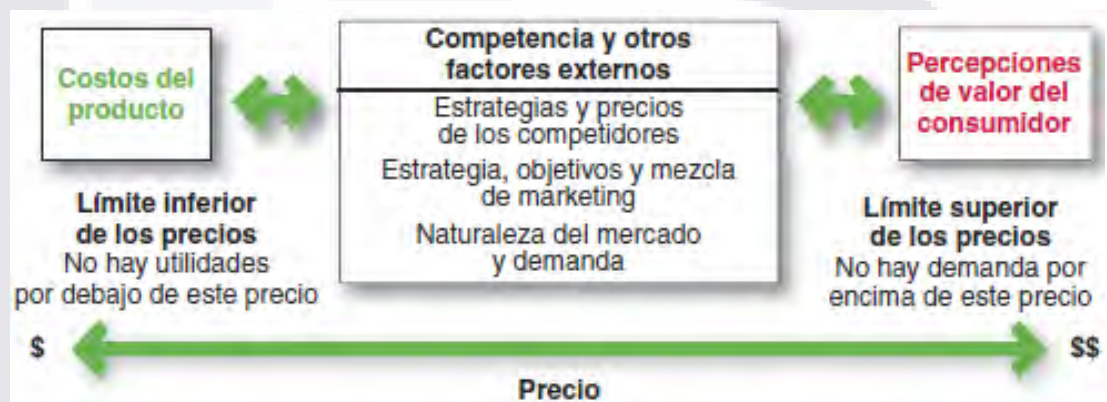 Costos del
producto
Límite inferior
de los precios
No hay utilidades
por debajo de este precio
Competencia y otros
factores externos
Estrategias y precios
de los competidores
Estrategia, objetivos y mezcla
de marketing
Naturaleza del mercado
y demanda
Percepciones
de valor del
consumidor
Límite superior
de los precios
No hay demanda por
encima de este precio
$
$$
Precio